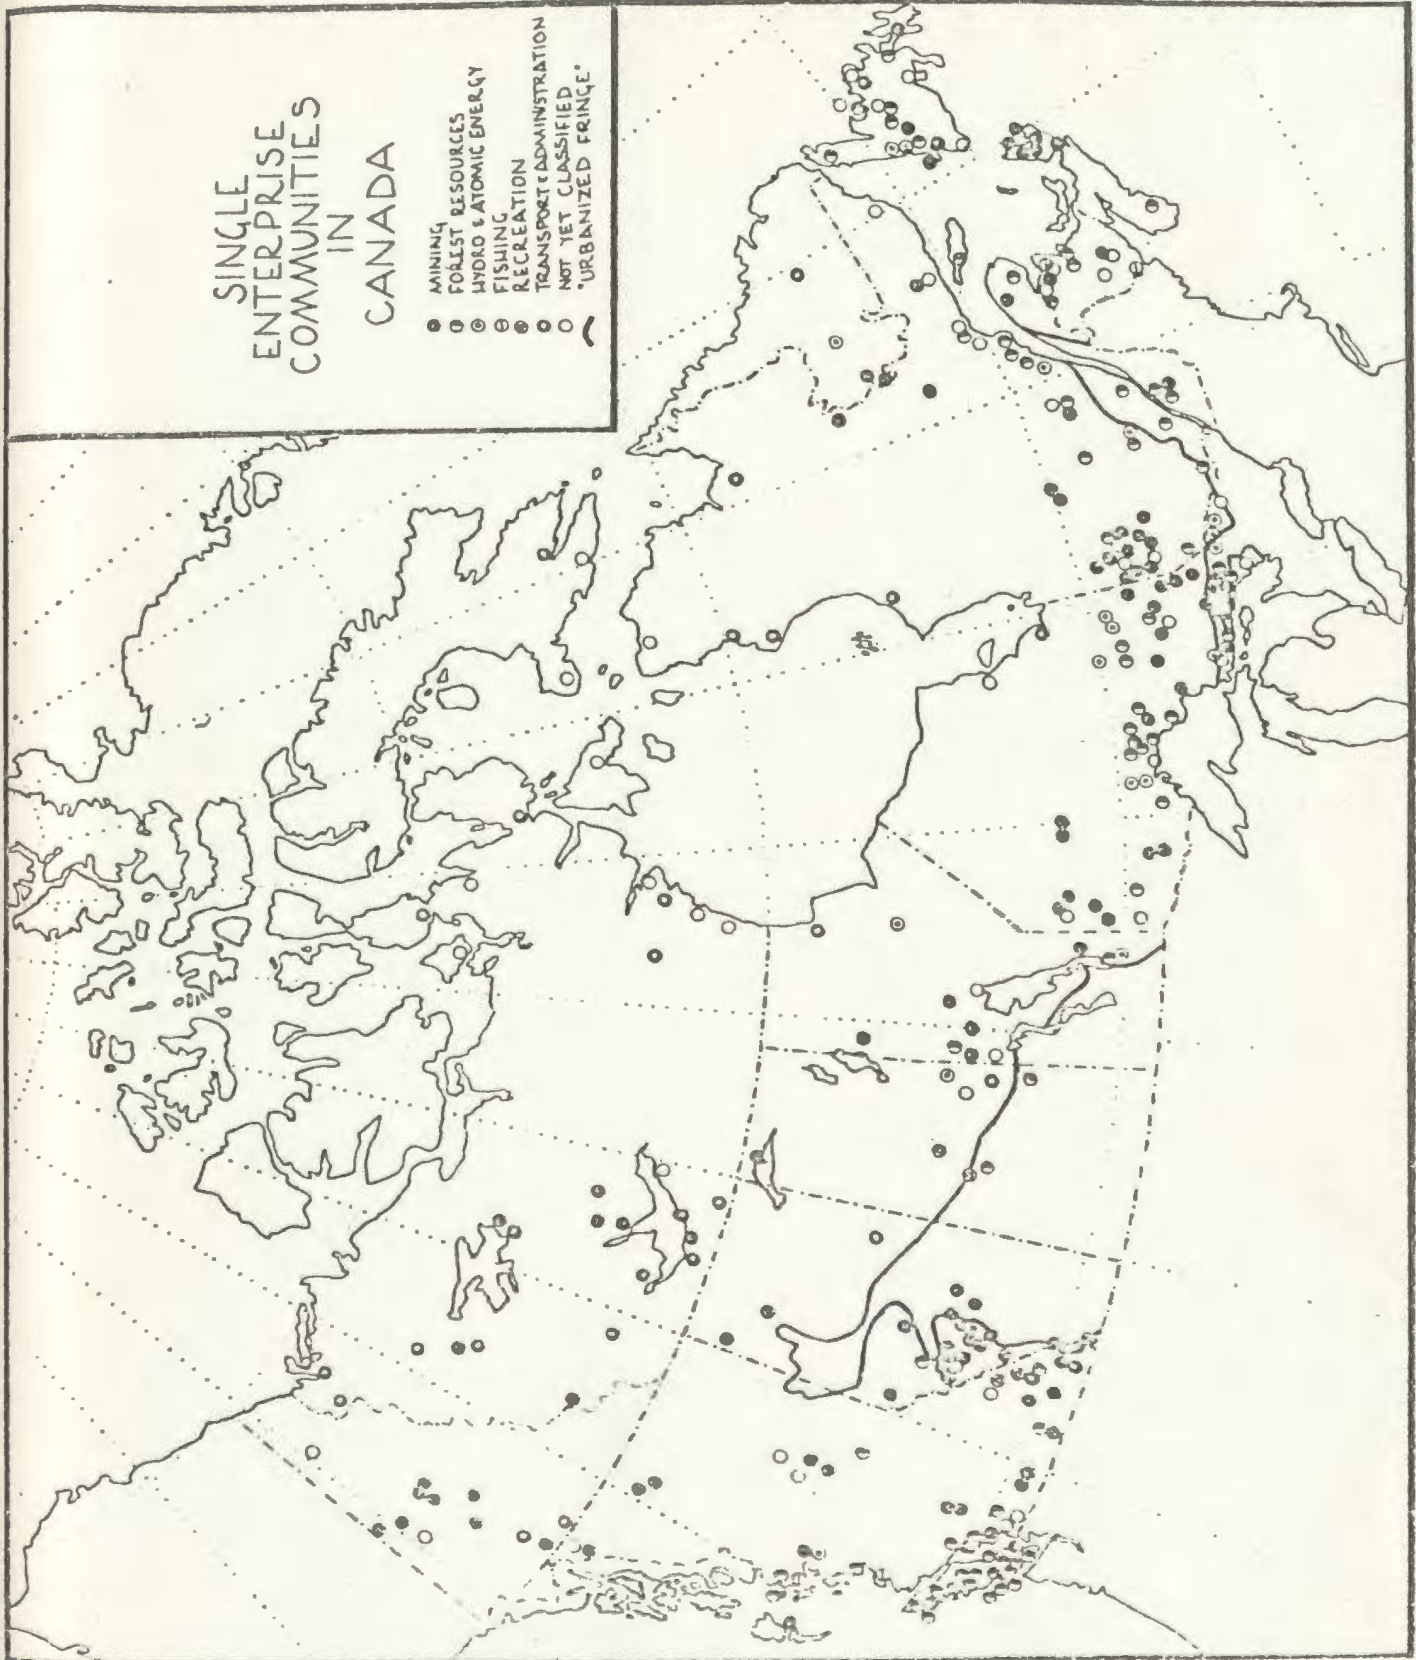 SINGLE
ENTERPRISE
COMMUNITIES
IN
CANADA
MINING
FOREST RESOURCES
HYDRO & ATOMIC ENERGY
FISHING
RECREATION
TRANSPORT & ADMINISTRATION
NOT YET CLASSIFIED
"URBANIZED FRINGE"